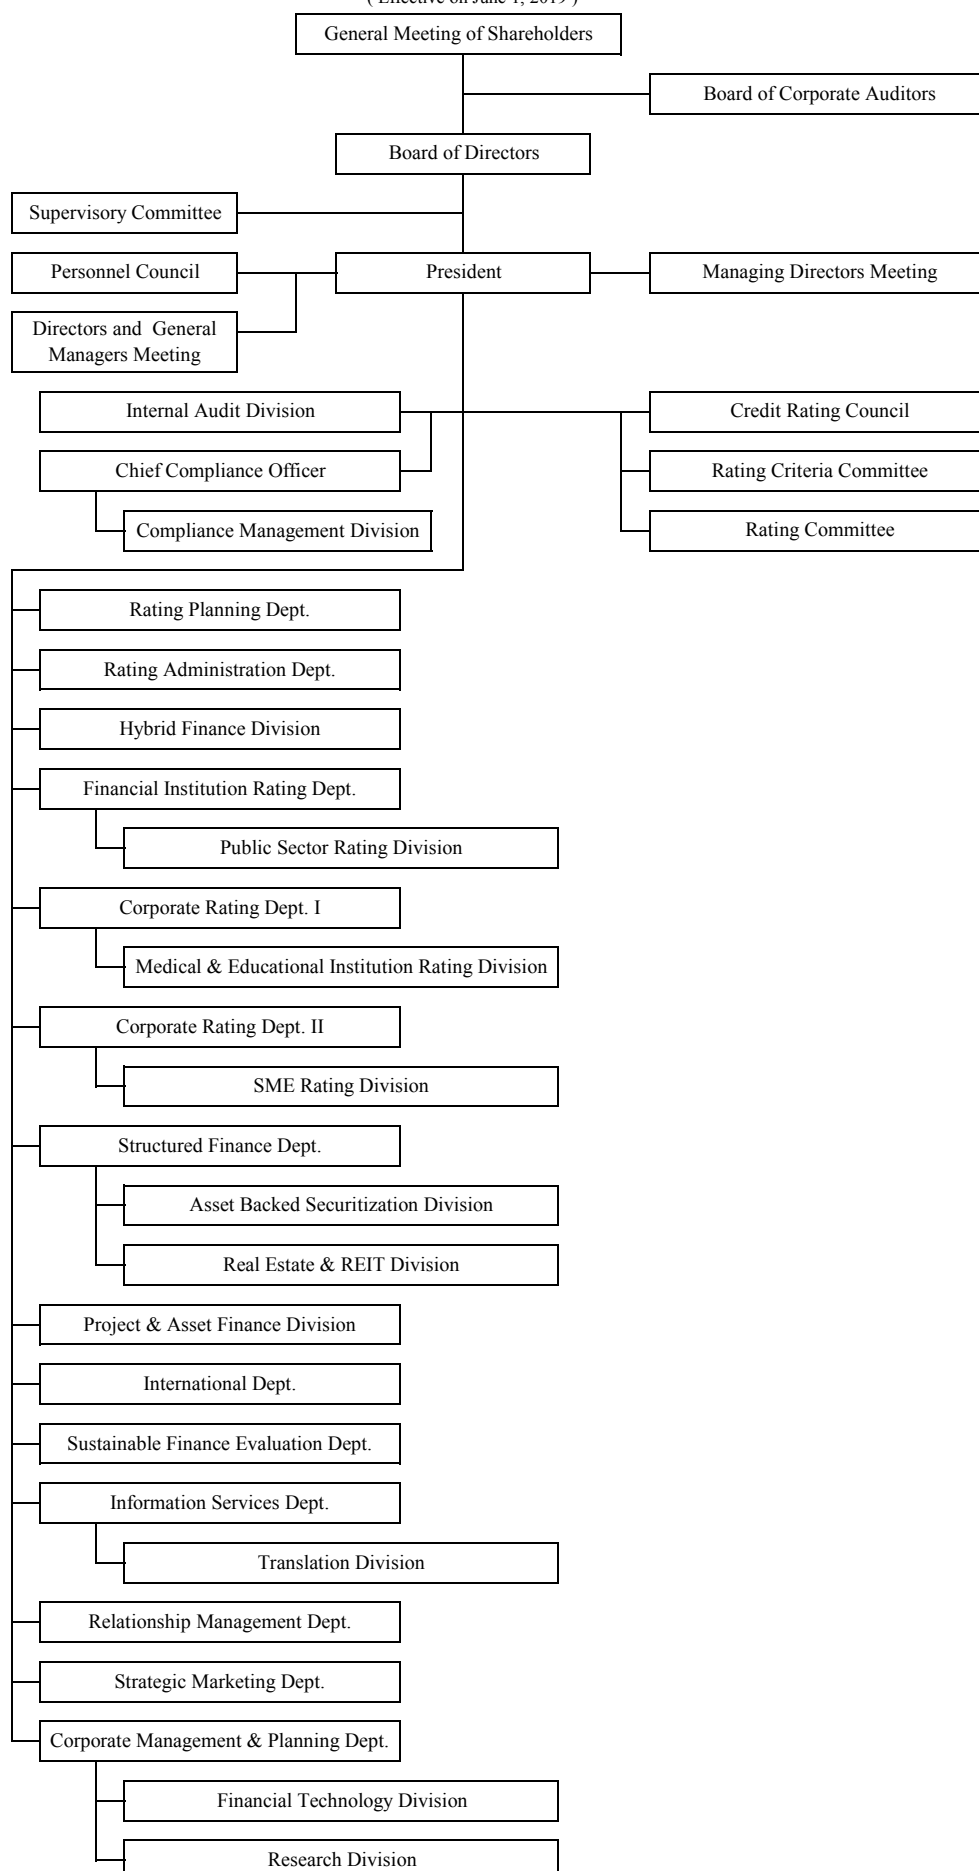 ( Effective on June 1, 2019 )
General Meeting of Shareholders
Board of Corporate Auditors
Board of Directors
Supervisory Committee
Personnel Council
President
Managing Directors Meeting
Directors and General
Managers Meeting
Internal Audit Division
Credit Rating Council
Chief Compliance Officer
Rating Criteria Committee
Compliance Management Division
Rating Committee
Rating Planning Dept.
Rating Administration Dept.
Hybrid Finance Division
Financial Institution Rating Dept.
Public Sector Rating Division
Corporate Rating Dept. I
Medical & Educational Institution Rating Division
Corporate Rating Dept. II
SME Rating Division
Structured Finance Dept.
Asset Backed Securitization Division
Real Estate & REIT Division
Project & Asset Finance Division
International Dept.
Sustainable Finance Evaluation Dept.
Information Services Dept.
Translation Division
Relationship Management Dept.
Strategic Marketing Dept.
Corporate Management & Planning Dept.
Financial Technology Division
Research Division